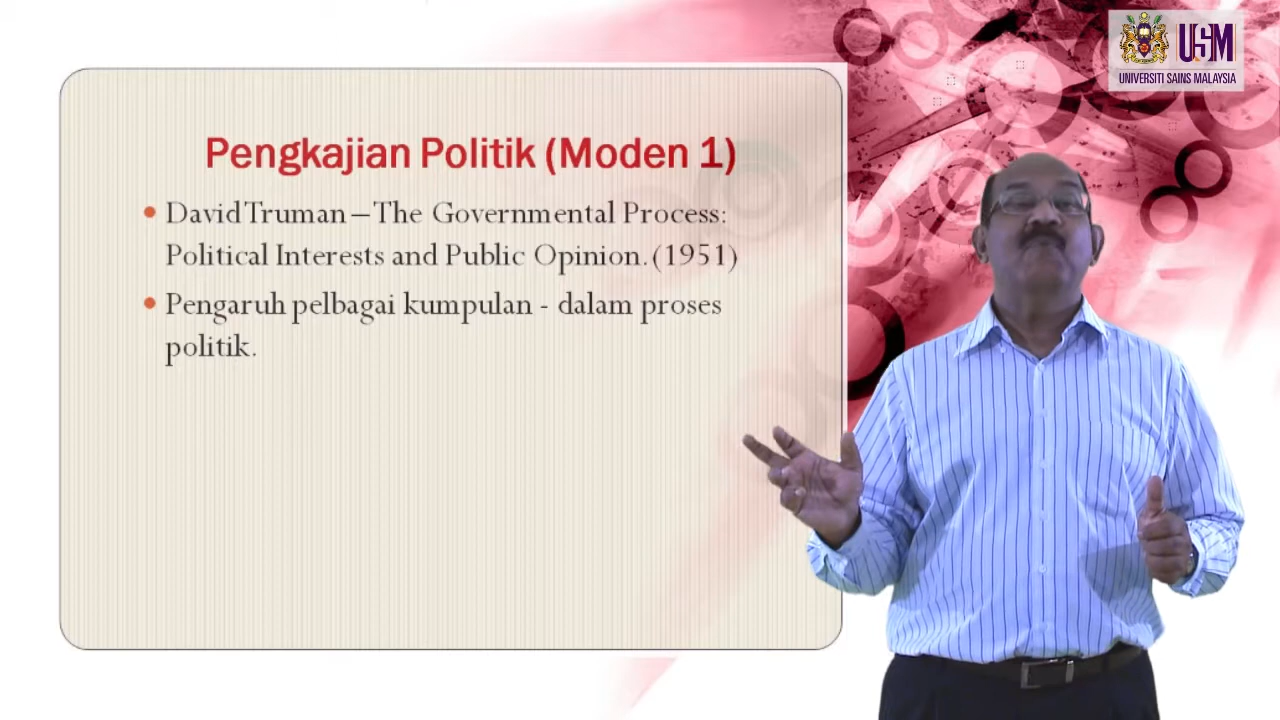 USM
UNIVERSITI SAINS MALAYSIA
Pengkajian Politik (Moden 1)
David Truman – The Governmental Process:
Political Interests and Public Opinion. (1951)
Pengaruh pelbagai kumpulan - dalam proses
politik.